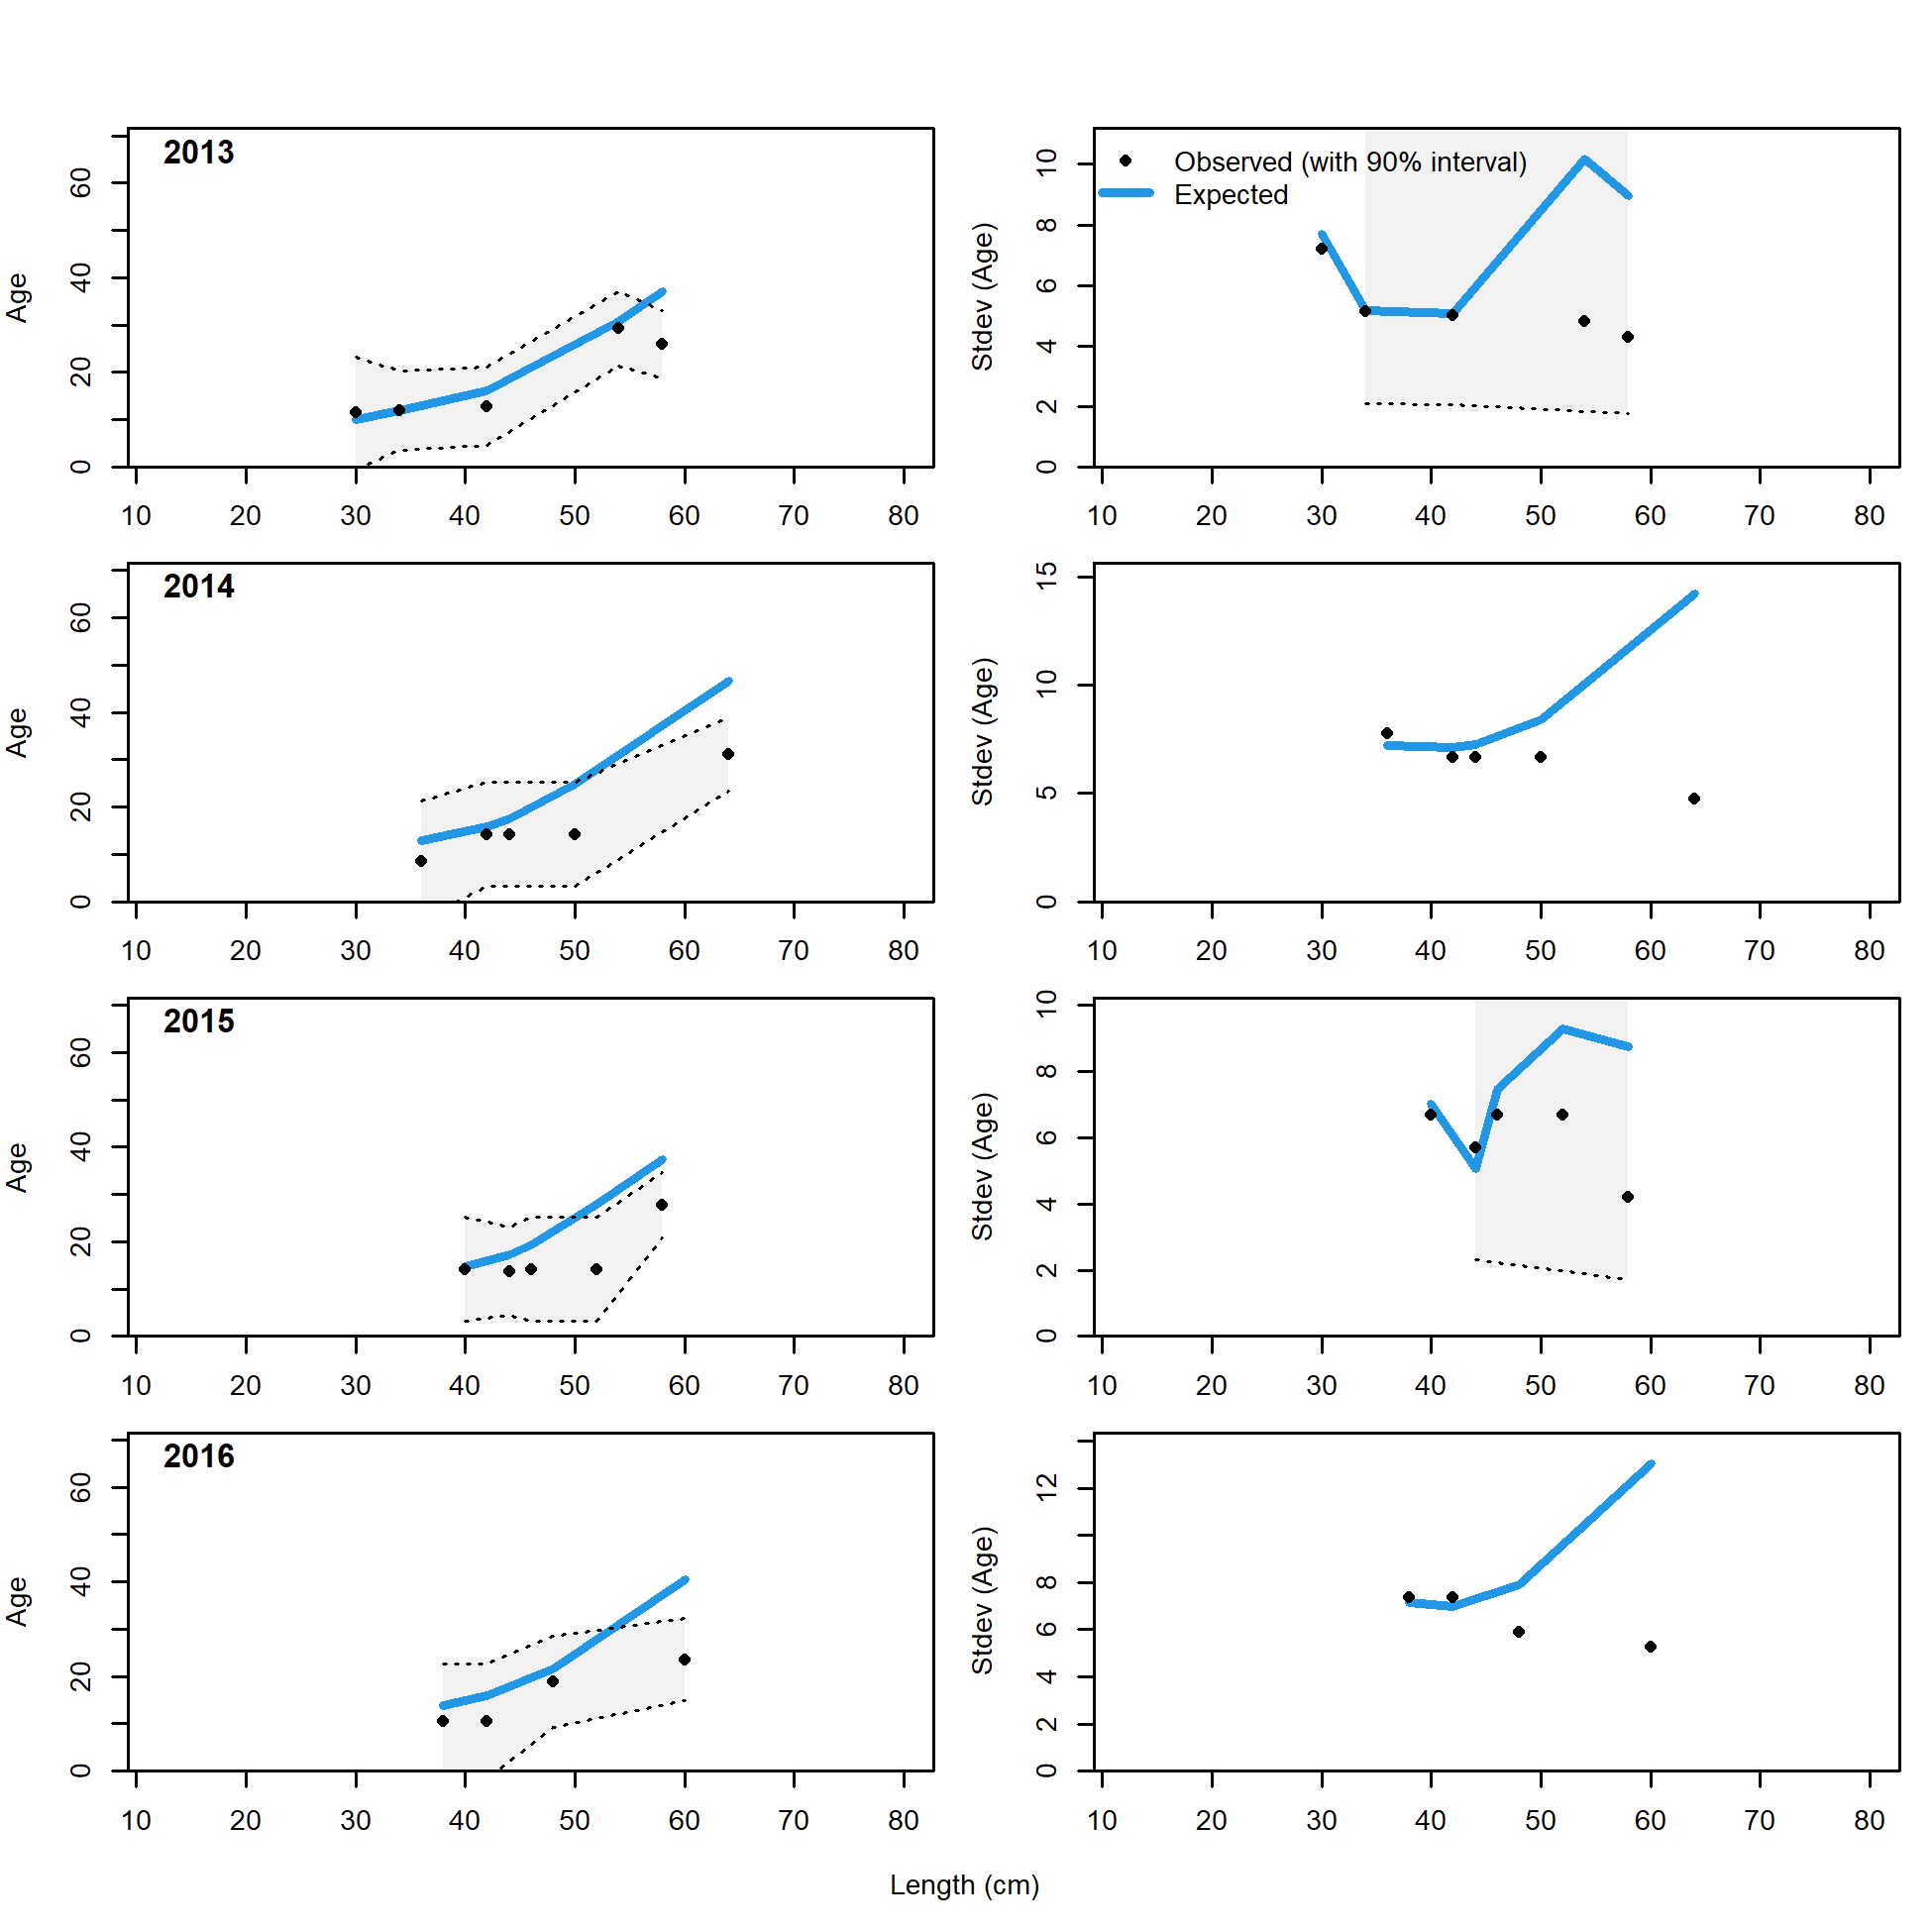 2013
Age
0 20 40 60
10 20 30 40 50 60 70 80
Observed (with 90% interval)
Expected
Stdev (Age)
0 2 4 6 8 10
10 20 30 40 50 60 70 80
2014
Age
0 20 40 60
10 20 30 40 50 60 70 80
Stdev (Age)
0 5 10 15
10 20 30 40 50 60 70 80
2015
Age
0 20 40 60
10 20 30 40 50 60 70 80
Stdev (Age)
0 2 4 6 8 10
10 20 30 40 50 60 70 80
2016
Age
0 20 40 60
10 20 30 40 50 60 70 80
Stdev (Age)
0 2 4 6 8 12
10 20 30 40 50 60 70 80
Length (cm)